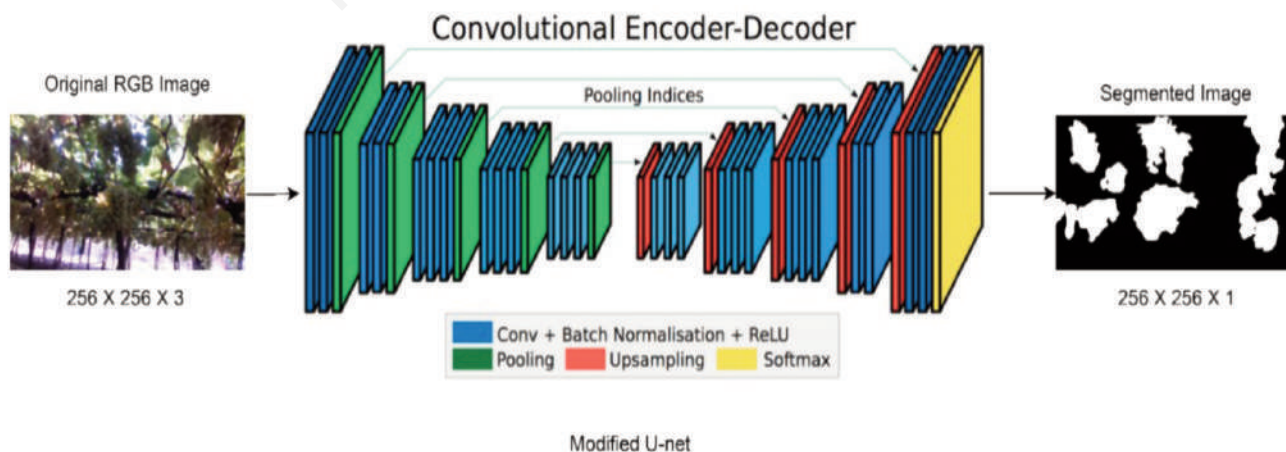 Convolutional Encoder-Decoder
Original RGB Image
Pooling Indices
Segmented Image
256 X 256 X 3
256 X 256 X 1
Conv + Batch Normalisation + ReLU
Pooling Upsampling Softmax
Modified U-net